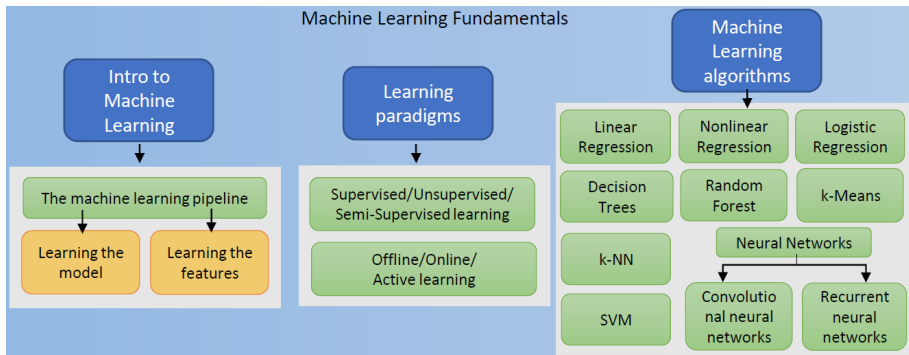 Machine Learning Fundamentals
Intro to
Machine
Learning
The machine learning pipeline
Learning the
model
Learning the
features
Learning
paradigms
Supervised/Unsupervised/
Semi-Supervised learning
Offline/Online/
Active learning
Machine
Learning
algorithms
Linear
Regression
Nonlinear
Regression
Logistic
Regression
Decision
Trees
Random
Forest
k-Means
k-NN
Neural Networks
SVM
Convolutio
nal neural
networks
Recurrent
neural
networks